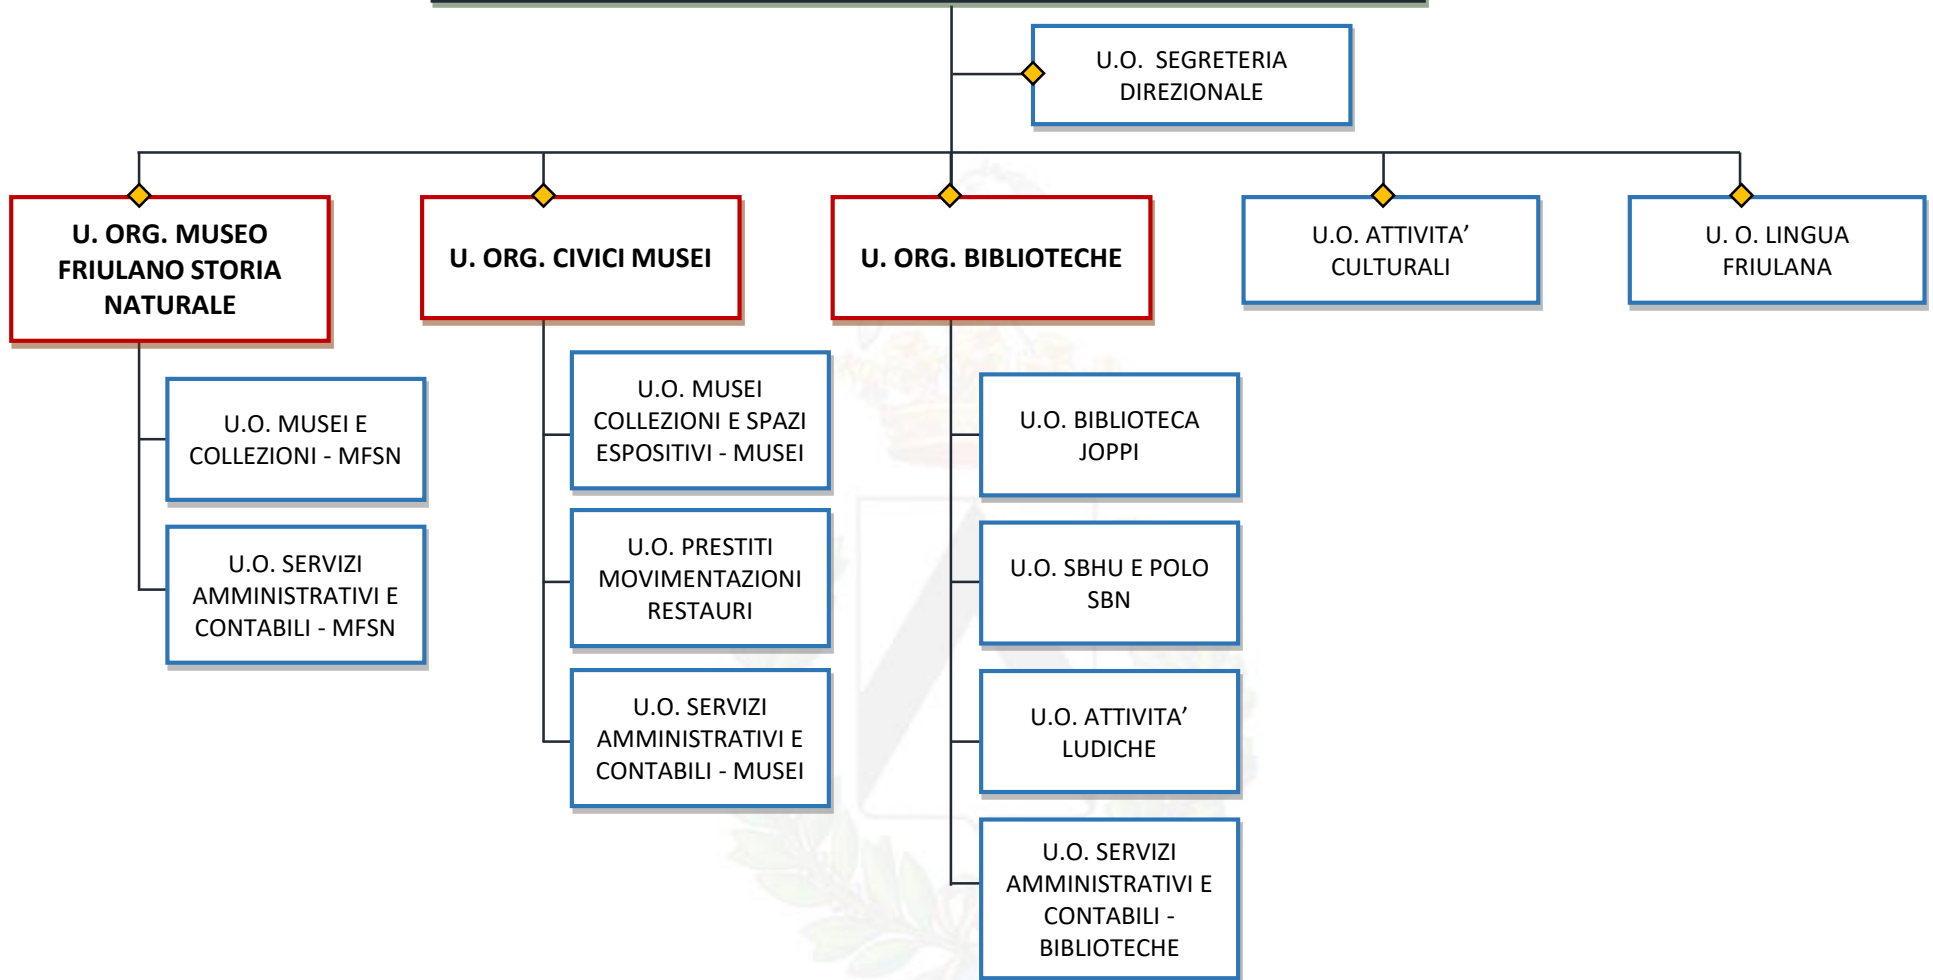 U.O. SEGRETERIA
DIREZIONALE
U. ORG. MUSEO
FRIULANO STORIA
NATURALE
U. ORG. CIVICI MUSEI
U. ORG. BIBLIOTECHE
U.O. ATTIVITA’
CULTURALI
U. O. LINGUA
FRIULANA
U.O. MUSEI E
COLLEZIONI - MFSN
U.O. SERVIZI
AMMINISTRATIVI E
CONTABILI - MFSN
U.O. MUSEI
COLLEZIONI E SPAZI
ESPOSITIVI - MUSEI
U.O. PRESTITI
MOVIMENTAZIONI
RESTAURI
U.O. SERVIZI
AMMINISTRATIVI E
CONTABILI - MUSEI
U.O. BIBLIOTECA
JOPPI
U.O. SBHU E POLO
SBN
U.O. ATTIVITA’
LUDICHE
U.O. SERVIZI
AMMINISTRATIVI E
CONTABILI -
BIBLIOTECHE